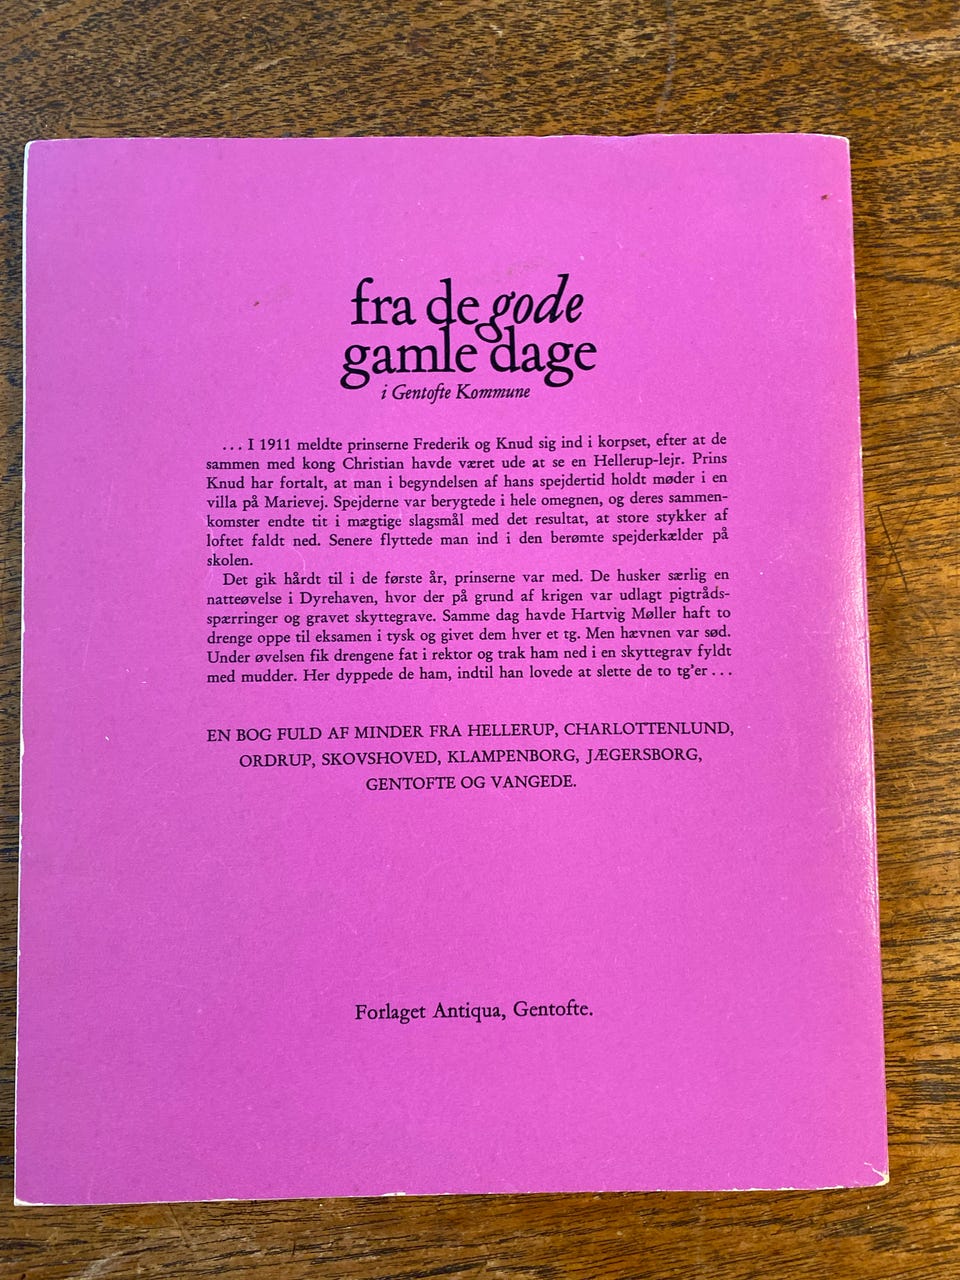 fra de gode
gamle dage
i Gentofte Kommune
... I 1911 meldte prinserne Frederik og Knud sig ind i korpset, efter at de
sammen med kong Christian havde været ude at se en Hellerup-lejr. Prins
Knud har fortalt, at man i begyndelsen af hans spejdertid holdt møder i en
villa på Marievej. Spejderne var berygtede i hele omegnen, og deres sammen-
komster endte tit i mægtige slagsmål med det resultat, at store stykker af
loftet faldt ned. Senere flyttede man ind i den berømte spejderkælder på
skolen.
Det gik hårdt til i de første år, prinserne var med. De husker særlig en
natteøvelse i Dyrehaven, hvor der på grund af krigen var udlagt pigtråds-
spærringer og gravet skyttegrave. Samme dag havde Hartvig Møller haft to
drenge oppe til eksamen i tysk og givet dem hver et tg. Men hævnen var sød.
Under øvelsen fik drengene fat i rektor og trak ham ned i en skyttegrav fyldt
med mudder. Her dyppede de ham, indtil han lovede at slette de to tg'er ...
EN BOG FULD AF MINDER FRA HELLERUP, CHARLOTTENLUND,
ORDRUP, SKOVSHOVED, KLAMPENBORG, JÆGERSBORG,
GENTOFTE OG VANGEDE.
Forlaget Antiqua, Gentofte.